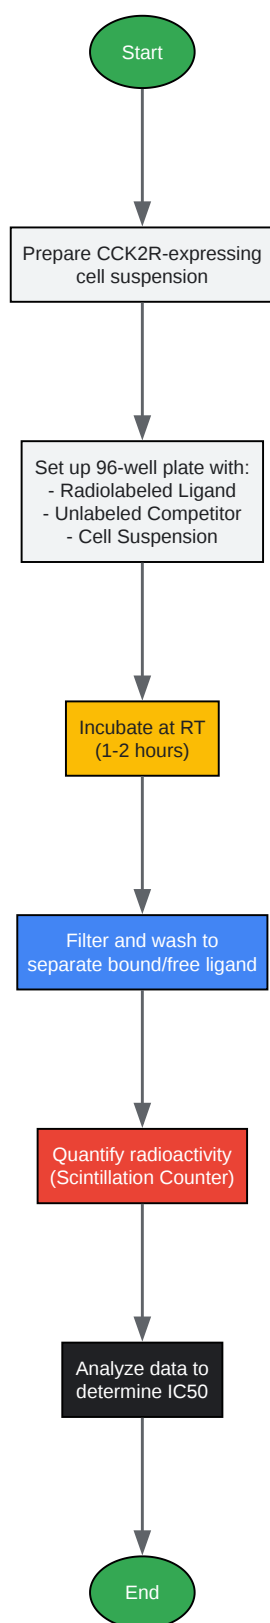 Start
Prepare CCK2R-expressing
cell suspension
Set up 96-well plate with:
- Radiolabeled Ligand
- Unlabeled Competitor
- Cell Suspension
Incubate at RT
(1-2 hours)
Filter and wash to
separate bound/free ligand
Quantify radioactivity
(Scintillation Counter)
Analyze data to
determine IC50
End